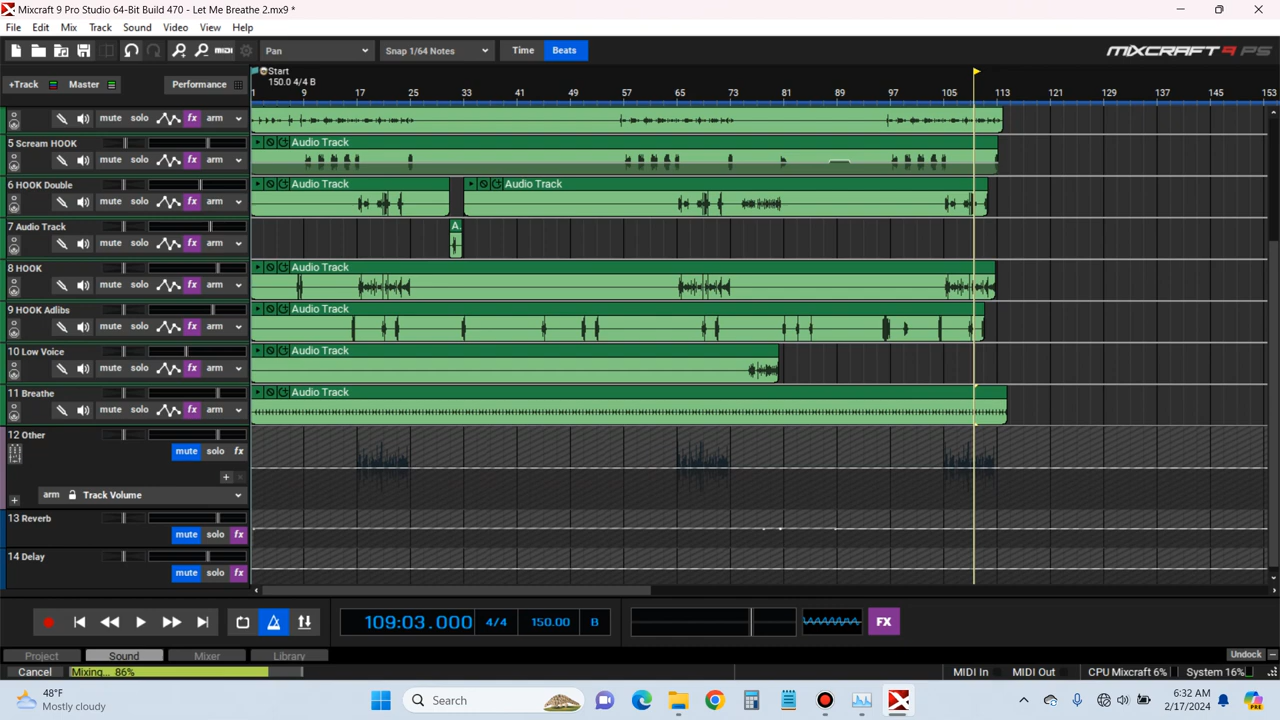 Mixcraft 9 Pro Studio 64-Bit Build 470 - Let Me Breathe 2.mx9 *
File Edit Mix Track Sound Video View Help
Pan Snap 1/64 Notes Time Beats MIXCRAFT 9 PS
+Track Master Performance
Start
150.0 4/4 B
1 9 17 25 33 41 49 57 65 73 81 89 97 105 113 121 129 137 145 153
mute solo fx arm
5 Scream HOOK Audio Track
mute solo fx arm
6 HOOK Double Audio Track Audio Track
mute solo fx arm
7 Audio Track A.
mute solo fx arm
8 HOOK Audio Track
mute solo fx arm
9 HOOK Adlibs Audio Track
mute solo fx arm
10 Low Voice Audio Track
mute solo fx arm
11 Breathe Audio Track
mute solo fx arm
12 Other
mute solo fx
arm Track Volume
13 Reverb
mute solo fx
14 Delay
mute solo fx
109:03.000 4/4 150.00 B FX
Project Sound Mixer Library Undock
Cancel Mixing... 86% MIDI In MIDI Out CPU Mixcraft 6% System 16%
48°F
Mostly cloudy
Search
6:32 AM
2/17/2024
PRE